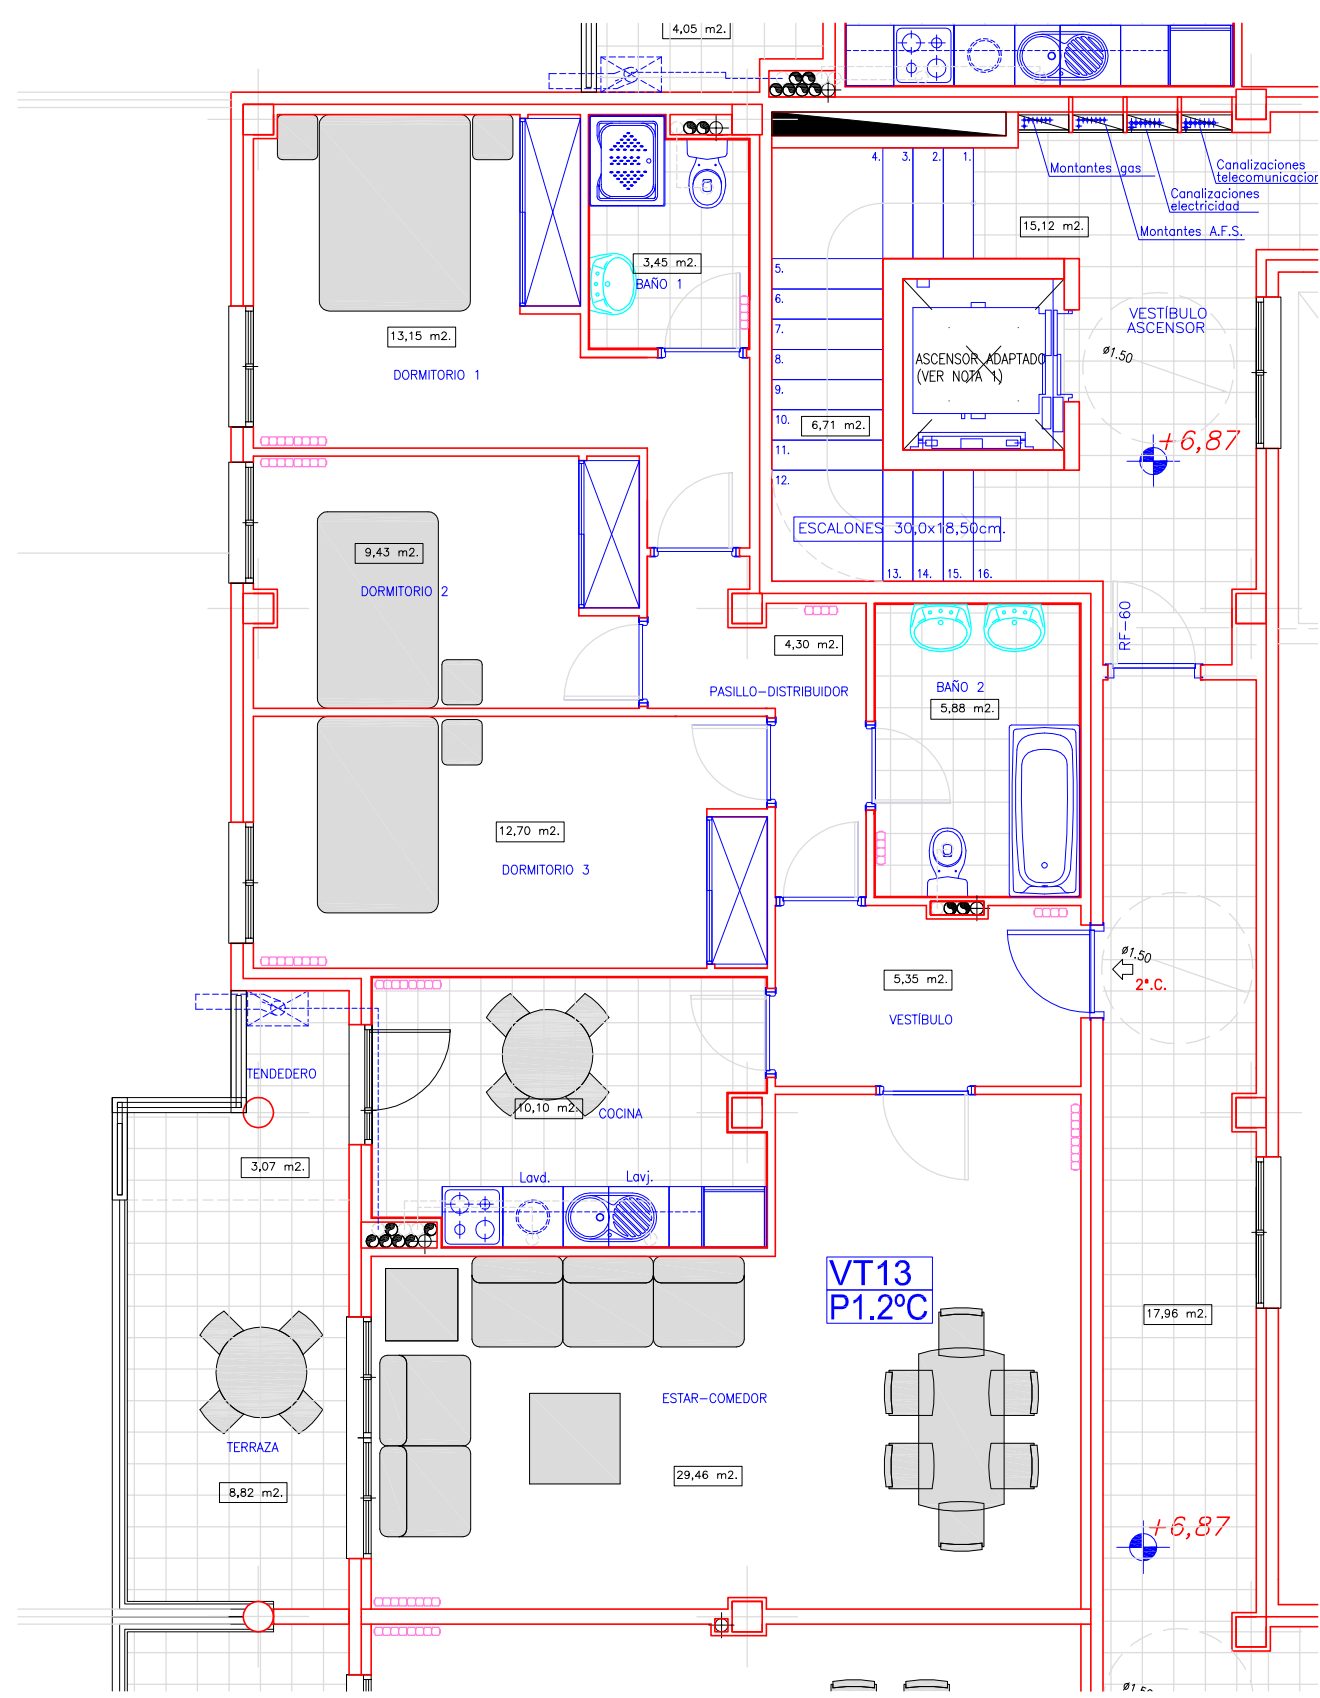 4,05 m2.
4.
3.
2.
1.
Montantes gas
Canalizaciones
telecomunicacion
Canalizaciones
electricidad
Montantes A.F.S.
15,12 m2.
3,45 m2.
BAÑO 1
5.
6.
7.
8.
9.
10.
11.
12.
13,15 m2.
DORMITORIO 1
VESTÍBULO
ASCENSOR
ø1.50
ASCENSOR ADAPTADO
(VER NOTA 1)
6,71 m2.
+6,87
ESCALONES 30,0x18,50cm.
13.
14.
15.
16.
9,43 m2.
DORMITORIO 2
RF-60
4,30 m2.
PASILLO-DISTRIBUIDOR
BAÑO 2
5,88 m2.
12,70 m2.
DORMITORIO 3
ø1.50
2º.C.
5,35 m2.
VESTÍBULO
TENDEDERO
10,10 m2.
COCINA
3,07 m2.
Lavd.
Lavj.
VT13
P1.2ºC
17,96 m2.
ESTAR-COMEDOR
TERRAZA
29,46 m2.
8,82 m2.
+6,87
ø1.50